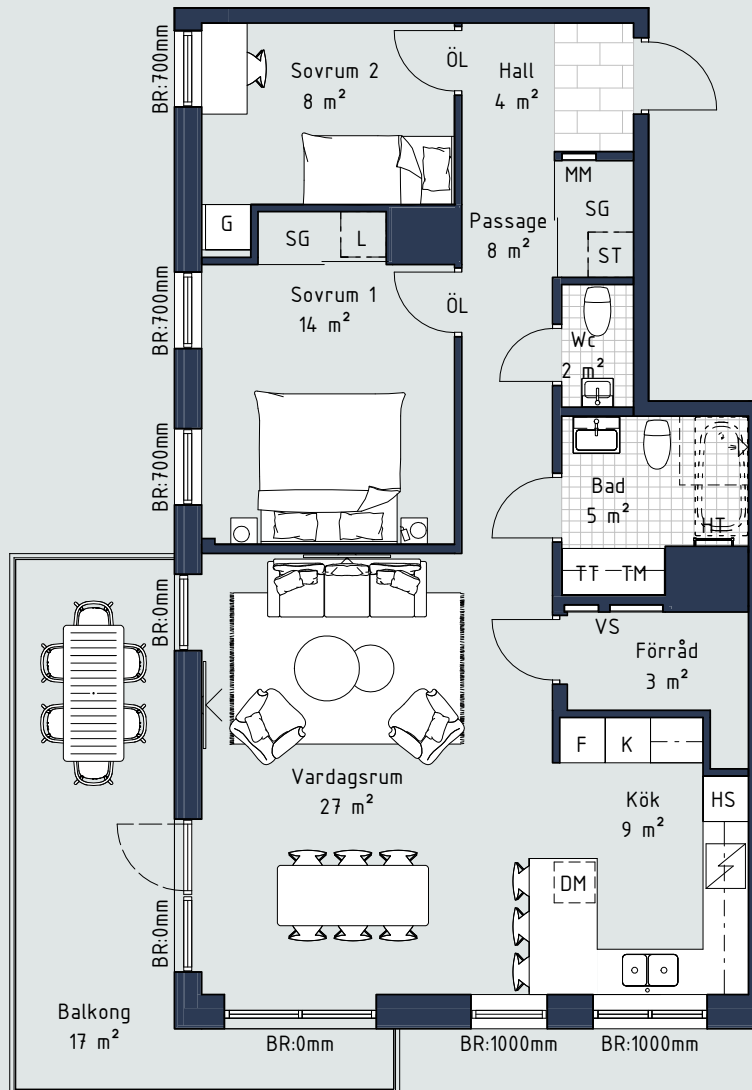 BR:700mm
Sovrum 2
8 m²
ÖL
Hall
4 m²
MM
SG
ST
Passage
8 m²
G
SG
L
BR:700mm
Sovrum 1
14 m²
ÖL
Wc
2 m²
BR:700mm
Bad
5 m²
HT
TT
TM
BR:0mm
VS
Förråd
3 m²
F
K
Vardagsrum
27 m²
Kök
9 m²
HS
DM
BR:0mm
Balkong
17 m²
BR:0mm
BR:1000mm
BR:1000mm